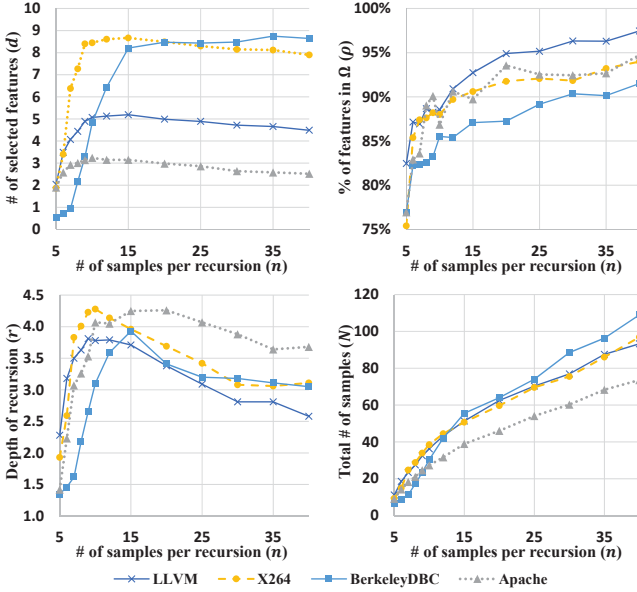 # of selected features (d)
10
9
8
7
6
5
4
3
2
1
0
5 15 25 35
# of samples per recursion (n)
% of features in Ω (ρ)
95%
90%
85%
80%
75%
5 15 25 35
# of samples per recursion (n)
Depth of recursion (r)
4.5
4.0
3.5
3.0
2.5
2.0
1.5
1.0
5 15 25 35
# of samples per recursion (n)
Total # of samples (N)
120
100
80
60
40
20
0
5 15 25 35
# of samples per recursion (n)
LLVM X264 BerkeleyDBC Apache